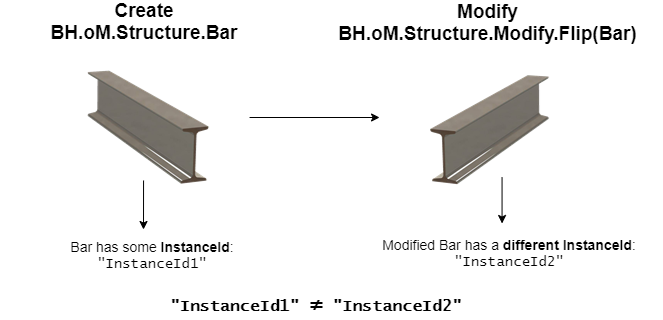 Create
BH.oM.Structure.Bar
Modify
BH.oM.Structure.Modify.Flip(Bar)
Bar has some InstanceId:
"InstanceId1"
Modified Bar has a different InstanceId:
"InstanceId2"
"InstanceId1" ≠ "InstanceId2"